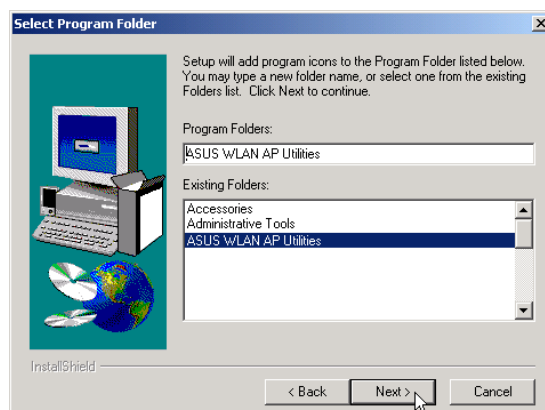 Select Program Folder
Setup will add program icons to the Program Folder listed below.
You may type a new folder name, or select one from the existing
Folders list. Click Next to continue.
Program Folders:
ASUS WLAN AP Utilities
Existing Folders:
Accessories
Administrative Tools
ASUS WLAN AP Utilities
InstallShield
< Back
Next >
Cancel